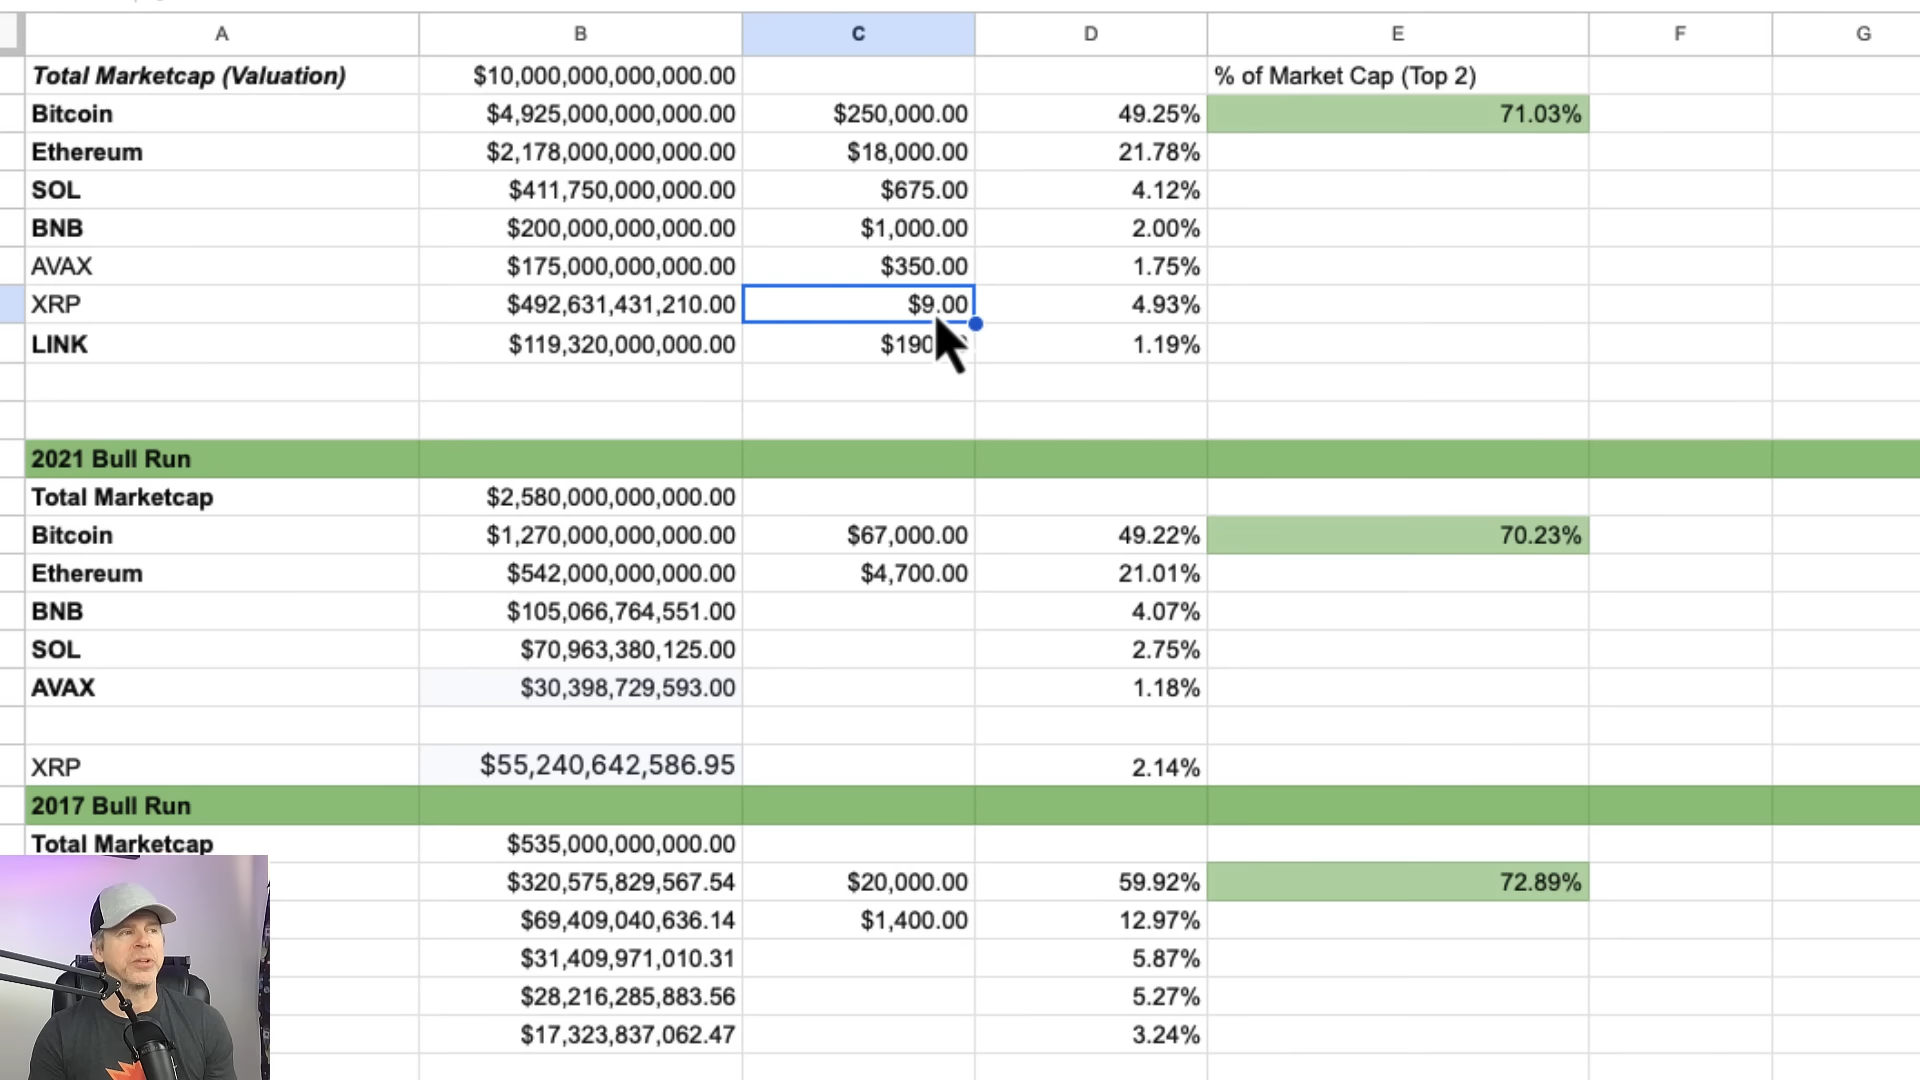 A B C D E F G
Total Marketcap (Valuation) $10,000,000,000,000.00 % of Market Cap (Top 2)
Bitcoin $4,925,000,000,000.00 $250,000.00 49.25% 71.03%
Ethereum $2,178,000,000,000.00 $18,000.00 21.78%
SOL $411,750,000,000.00 $675.00 4.12%
BNB $200,000,000,000.00 $1,000.00 2.00%
AVAX $175,000,000,000.00 $350.00 1.75%
XRP $492,631,431,210.00 $9.00 4.93%
LINK $119,320,000,000.00 $190 1.19%
2021 Bull Run
Total Marketcap $2,580,000,000,000.00
Bitcoin $1,270,000,000,000.00 $67,000.00 49.22% 70.23%
Ethereum $542,000,000,000.00 $4,700.00 21.01%
BNB $105,066,764,551.00 4.07%
SOL $70,963,380,125.00 2.75%
AVAX $30,398,729,593.00 1.18%
XRP $55,240,642,586.95 2.14%
2017 Bull Run
Total Marketcap $535,000,000,000.00
$320,575,829,567.54 $20,000.00 59.92% 72.89%
$69,409,040,636.14 $1,400.00 12.97%
$31,409,971,010.31 5.87%
$28,216,285,883.56 5.27%
$17,323,837,062.47 3.24%